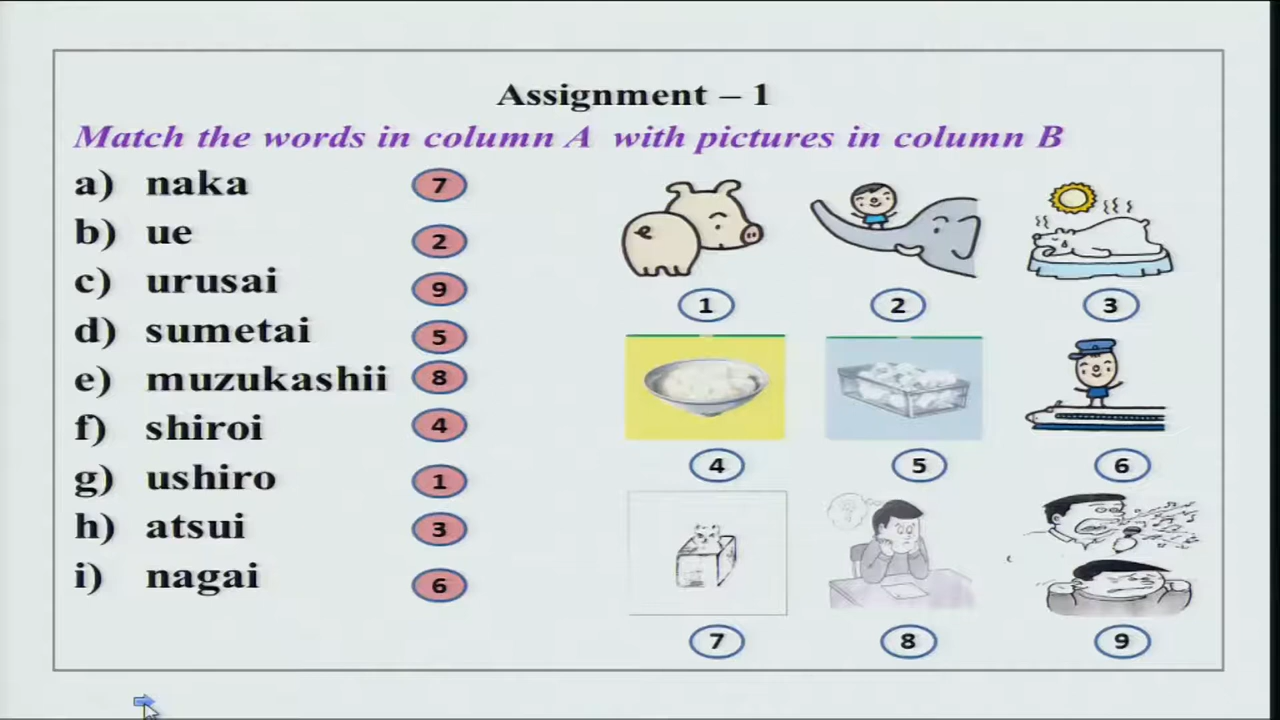 Assignment – 1
Match the words in column A with pictures in column B
a) naka 7
b) ue 2
c) urusai 9
d) sumetai 5
e) muzukashii 8
f) shiroi 4
g) ushiro 1
h) atsui 3
i) nagai 6
1 2 3
4 5 6
7 8 9